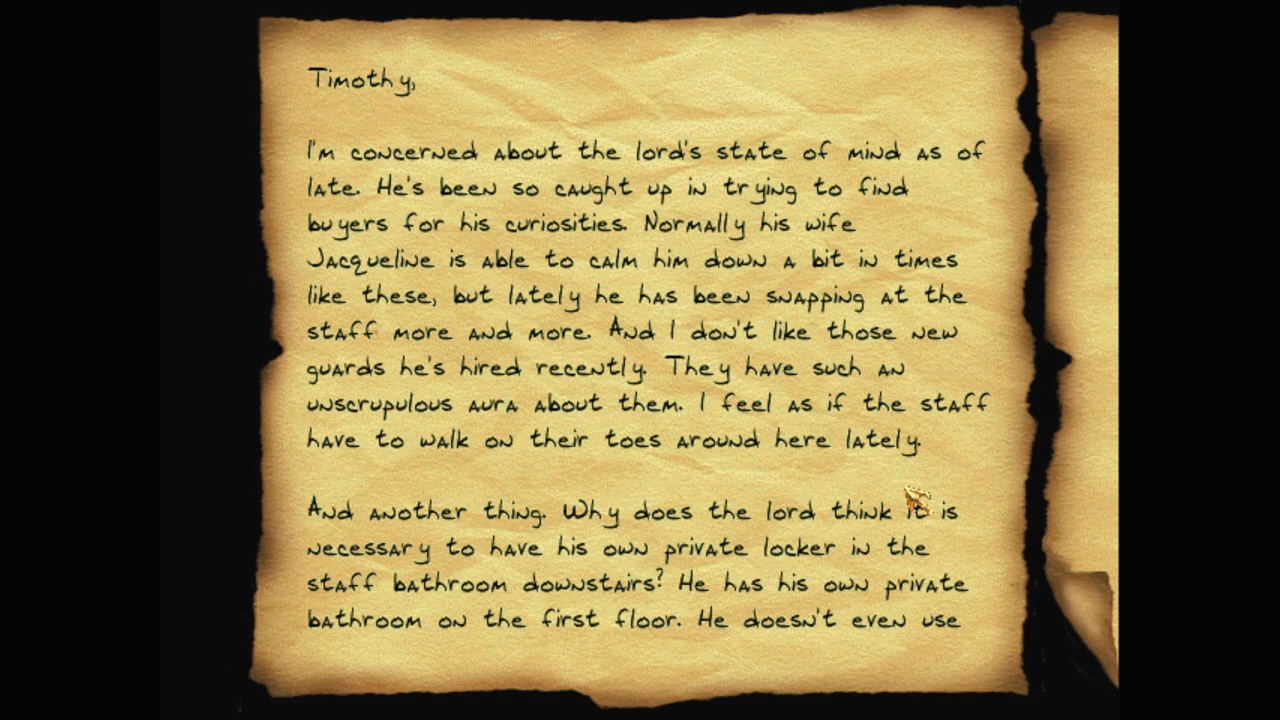 Timothy,
I'm concerned about the lord's state of mind as of
late. He's been so caught up in trying to find
buyers for his curiosities. Normally his wife
Jacqueline is able to calm him down a bit in times
like these, but lately he has been snapping at the
staff more and more. And I don't like those new
guards he's hired recently. They have such an
unscrupulous aura about them. I feel as if the staff
have to walk on their toes around here lately.
And another thing. Why does the lord think it is
necessary to have his own private locker in the
staff bathroom downstairs? He has his own private
bathroom on the first floor. He doesn't even use